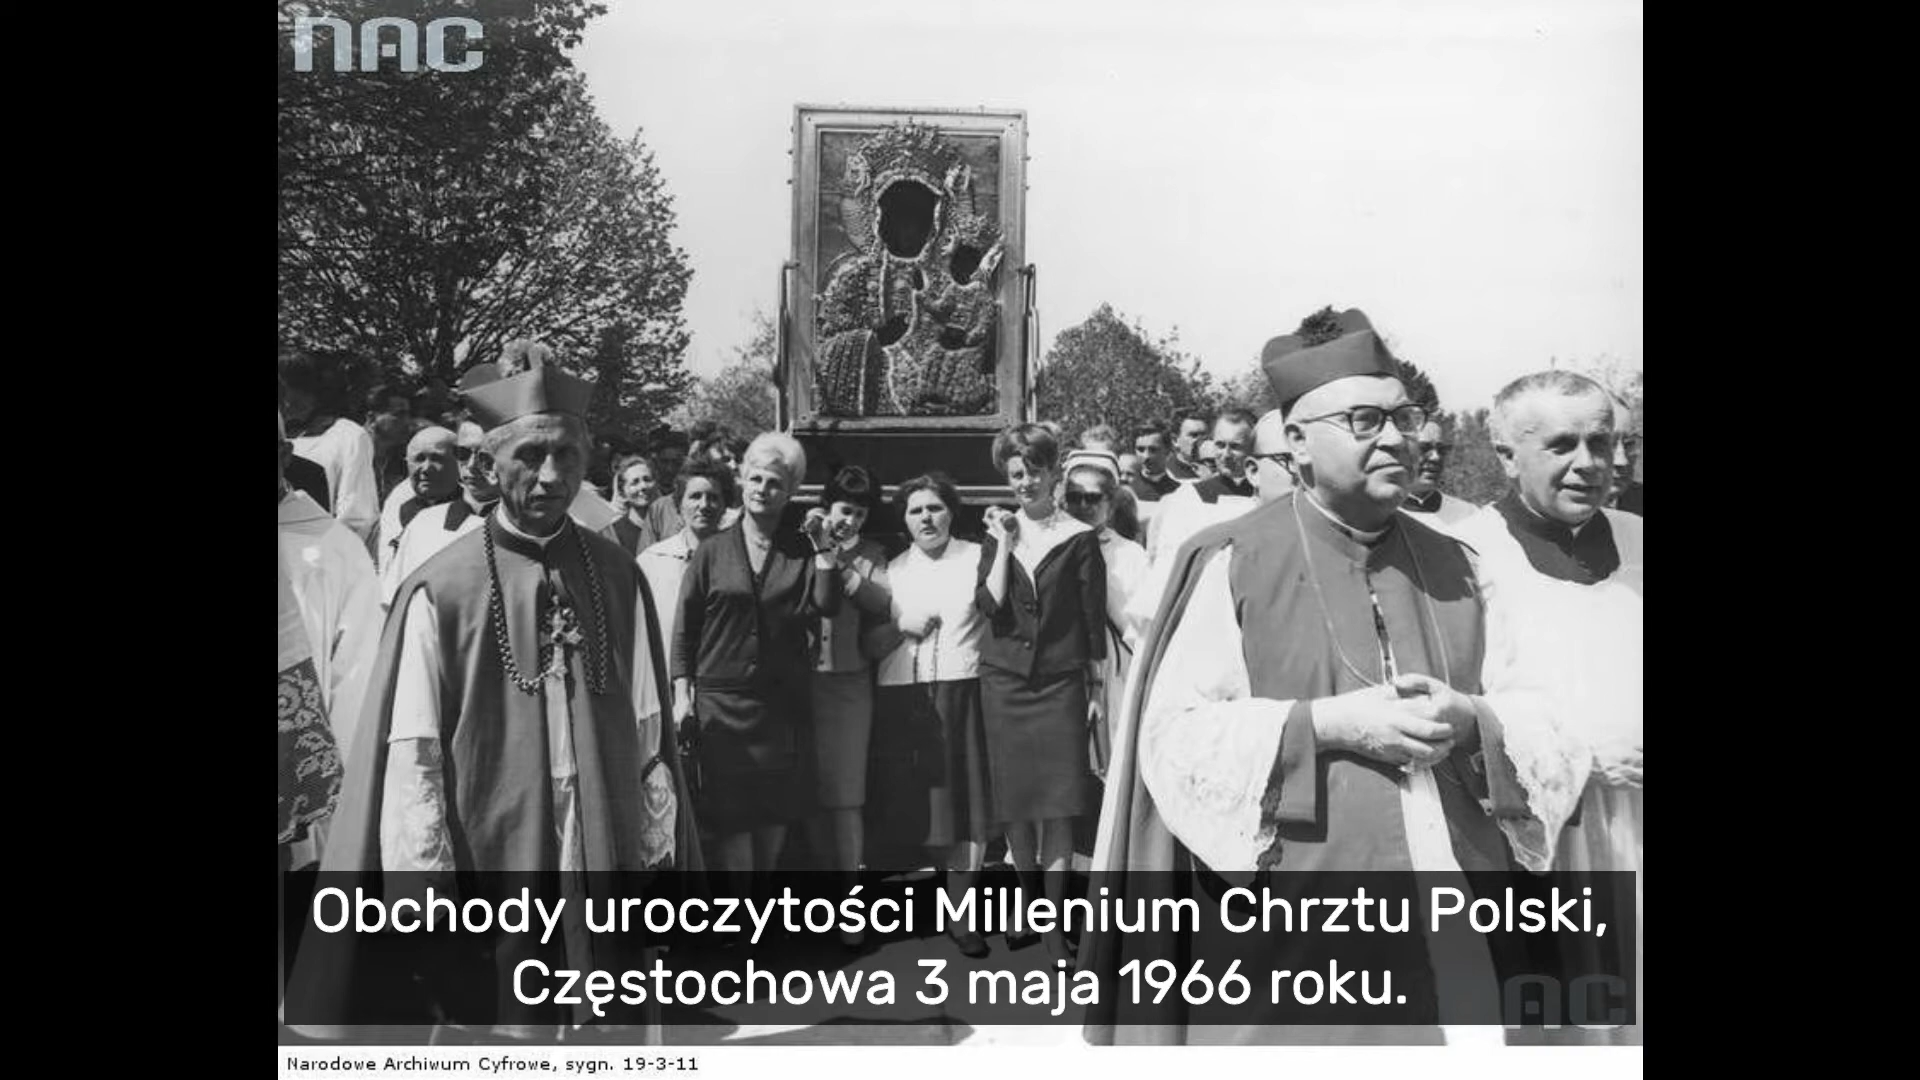 NAC
Obchody uroczytości Millenium Chrztu Polski,
Częstochowa 3 maja 1966 roku.
NAC
Narodowe Archiwum Cyfrowe, sygn. 19-3-11